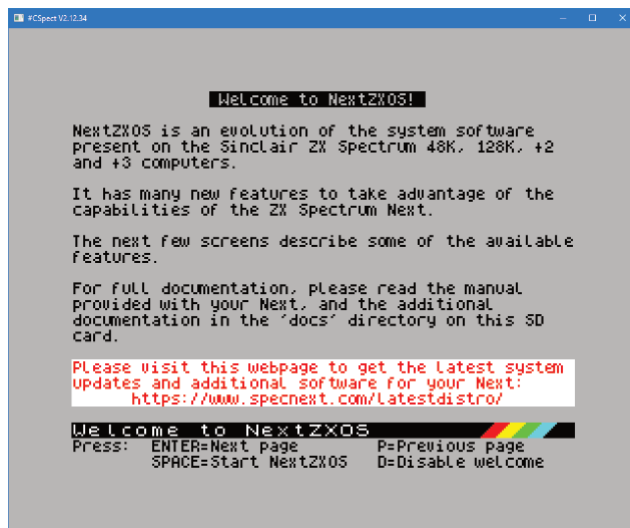 #CSpect V2.12.34
Welcome to NextZXOS!
NextZXOS is an evolution of the system software
present on the Sinclair ZX Spectrum 48K, 128K, +2
and +3 computers.
It has many new features to take advantage of the
capabilities of the ZX Spectrum Next.
The next few screens describe some of the available
features.
For full documentation, please read the manual
provided with your Next, and the additional
documentation in the 'docs' directory on this SD
card.
Please visit this webpage to get the latest system
updates and additional software for your Next:
https://www.specnext.com/latestdistro/
Welcome to NextZXOS
Press: ENTER=Next page P=Previous page
SPACE=Start NextZXOS D=Disable welcome